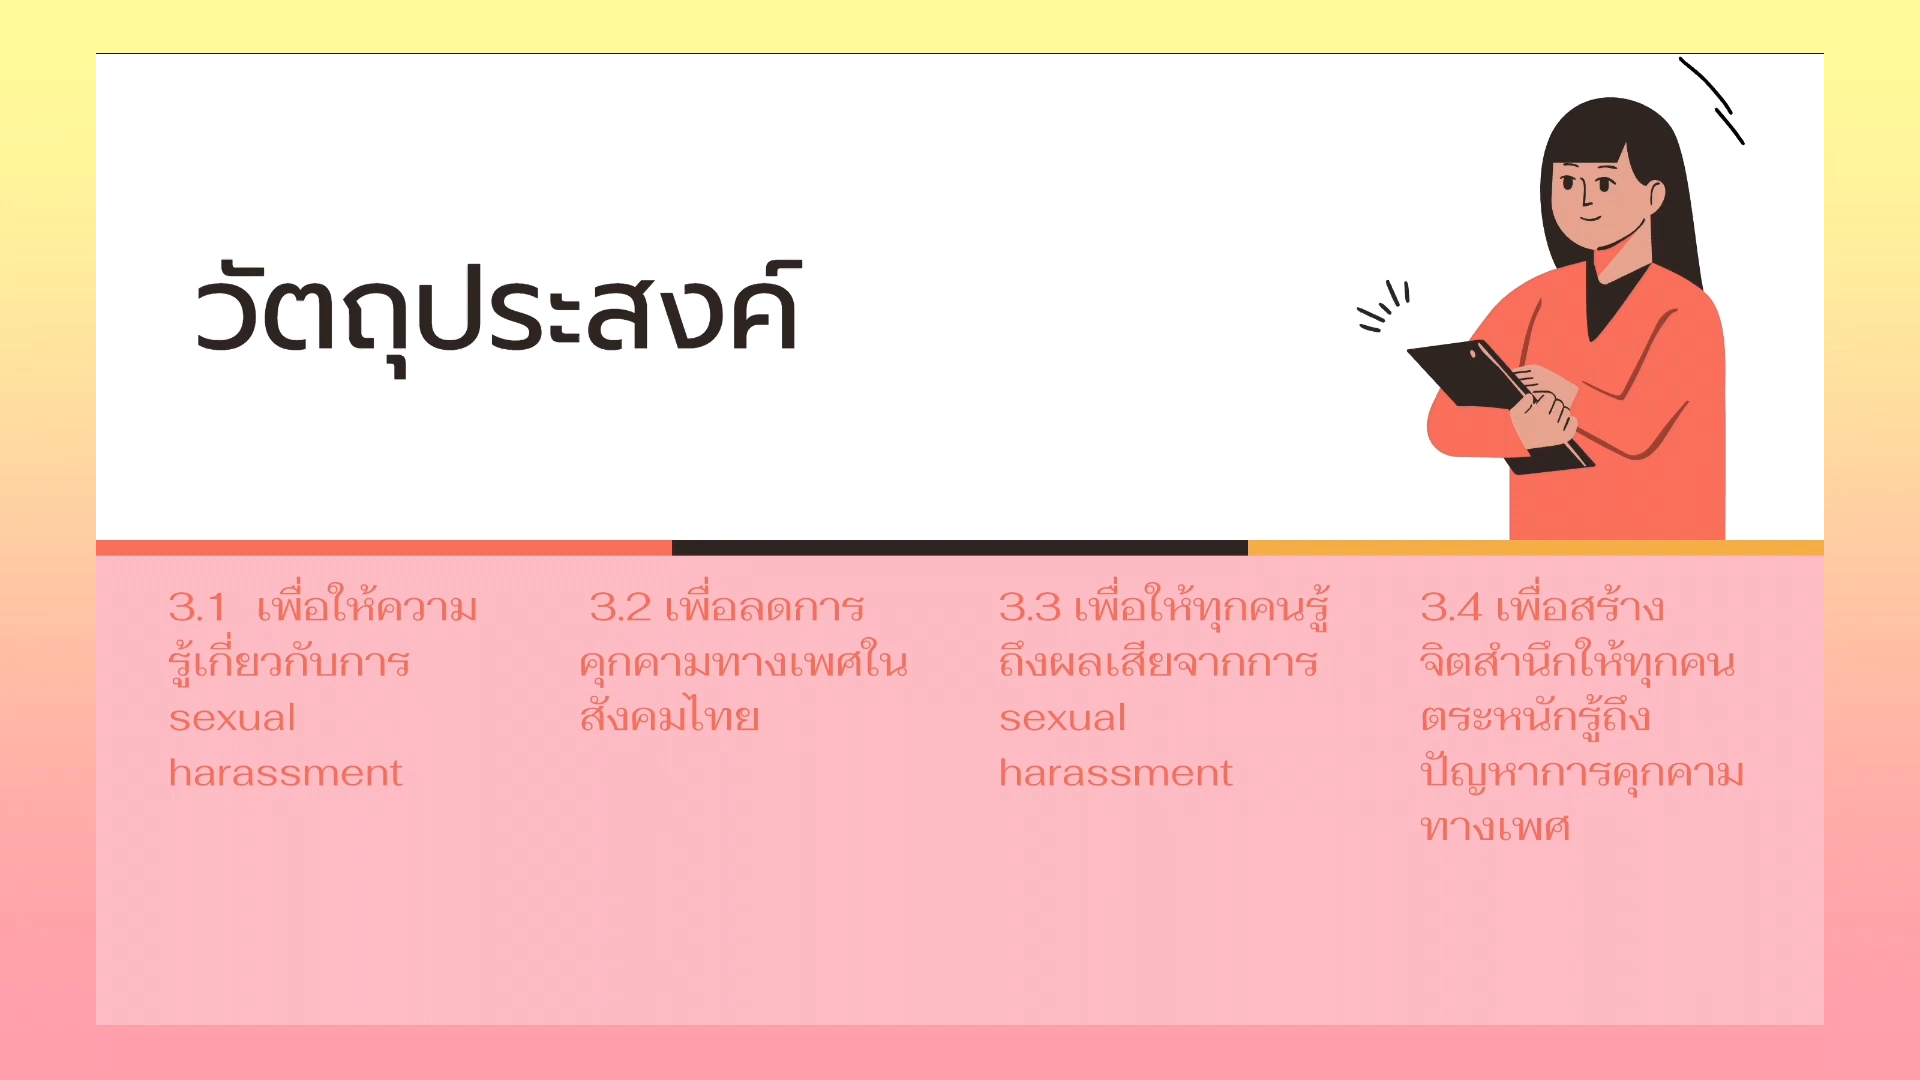 วัตถุประสงค์
3.1 เพื่อให้ความ
รู้เกี่ยวกับการ
sexual
harassment
3.2 เพื่อลดการ
คุกคามทางเพศใน
สังคมไทย
3.3 เพื่อให้ทุกคนรู้
ถึงผลเสียจากการ
sexual
harassment
3.4 เพื่อสร้าง
จิตสำนึกให้ทุกคน
ตระหนักรู้ถึง
ปัญหาการคุกคาม
ทางเพศ